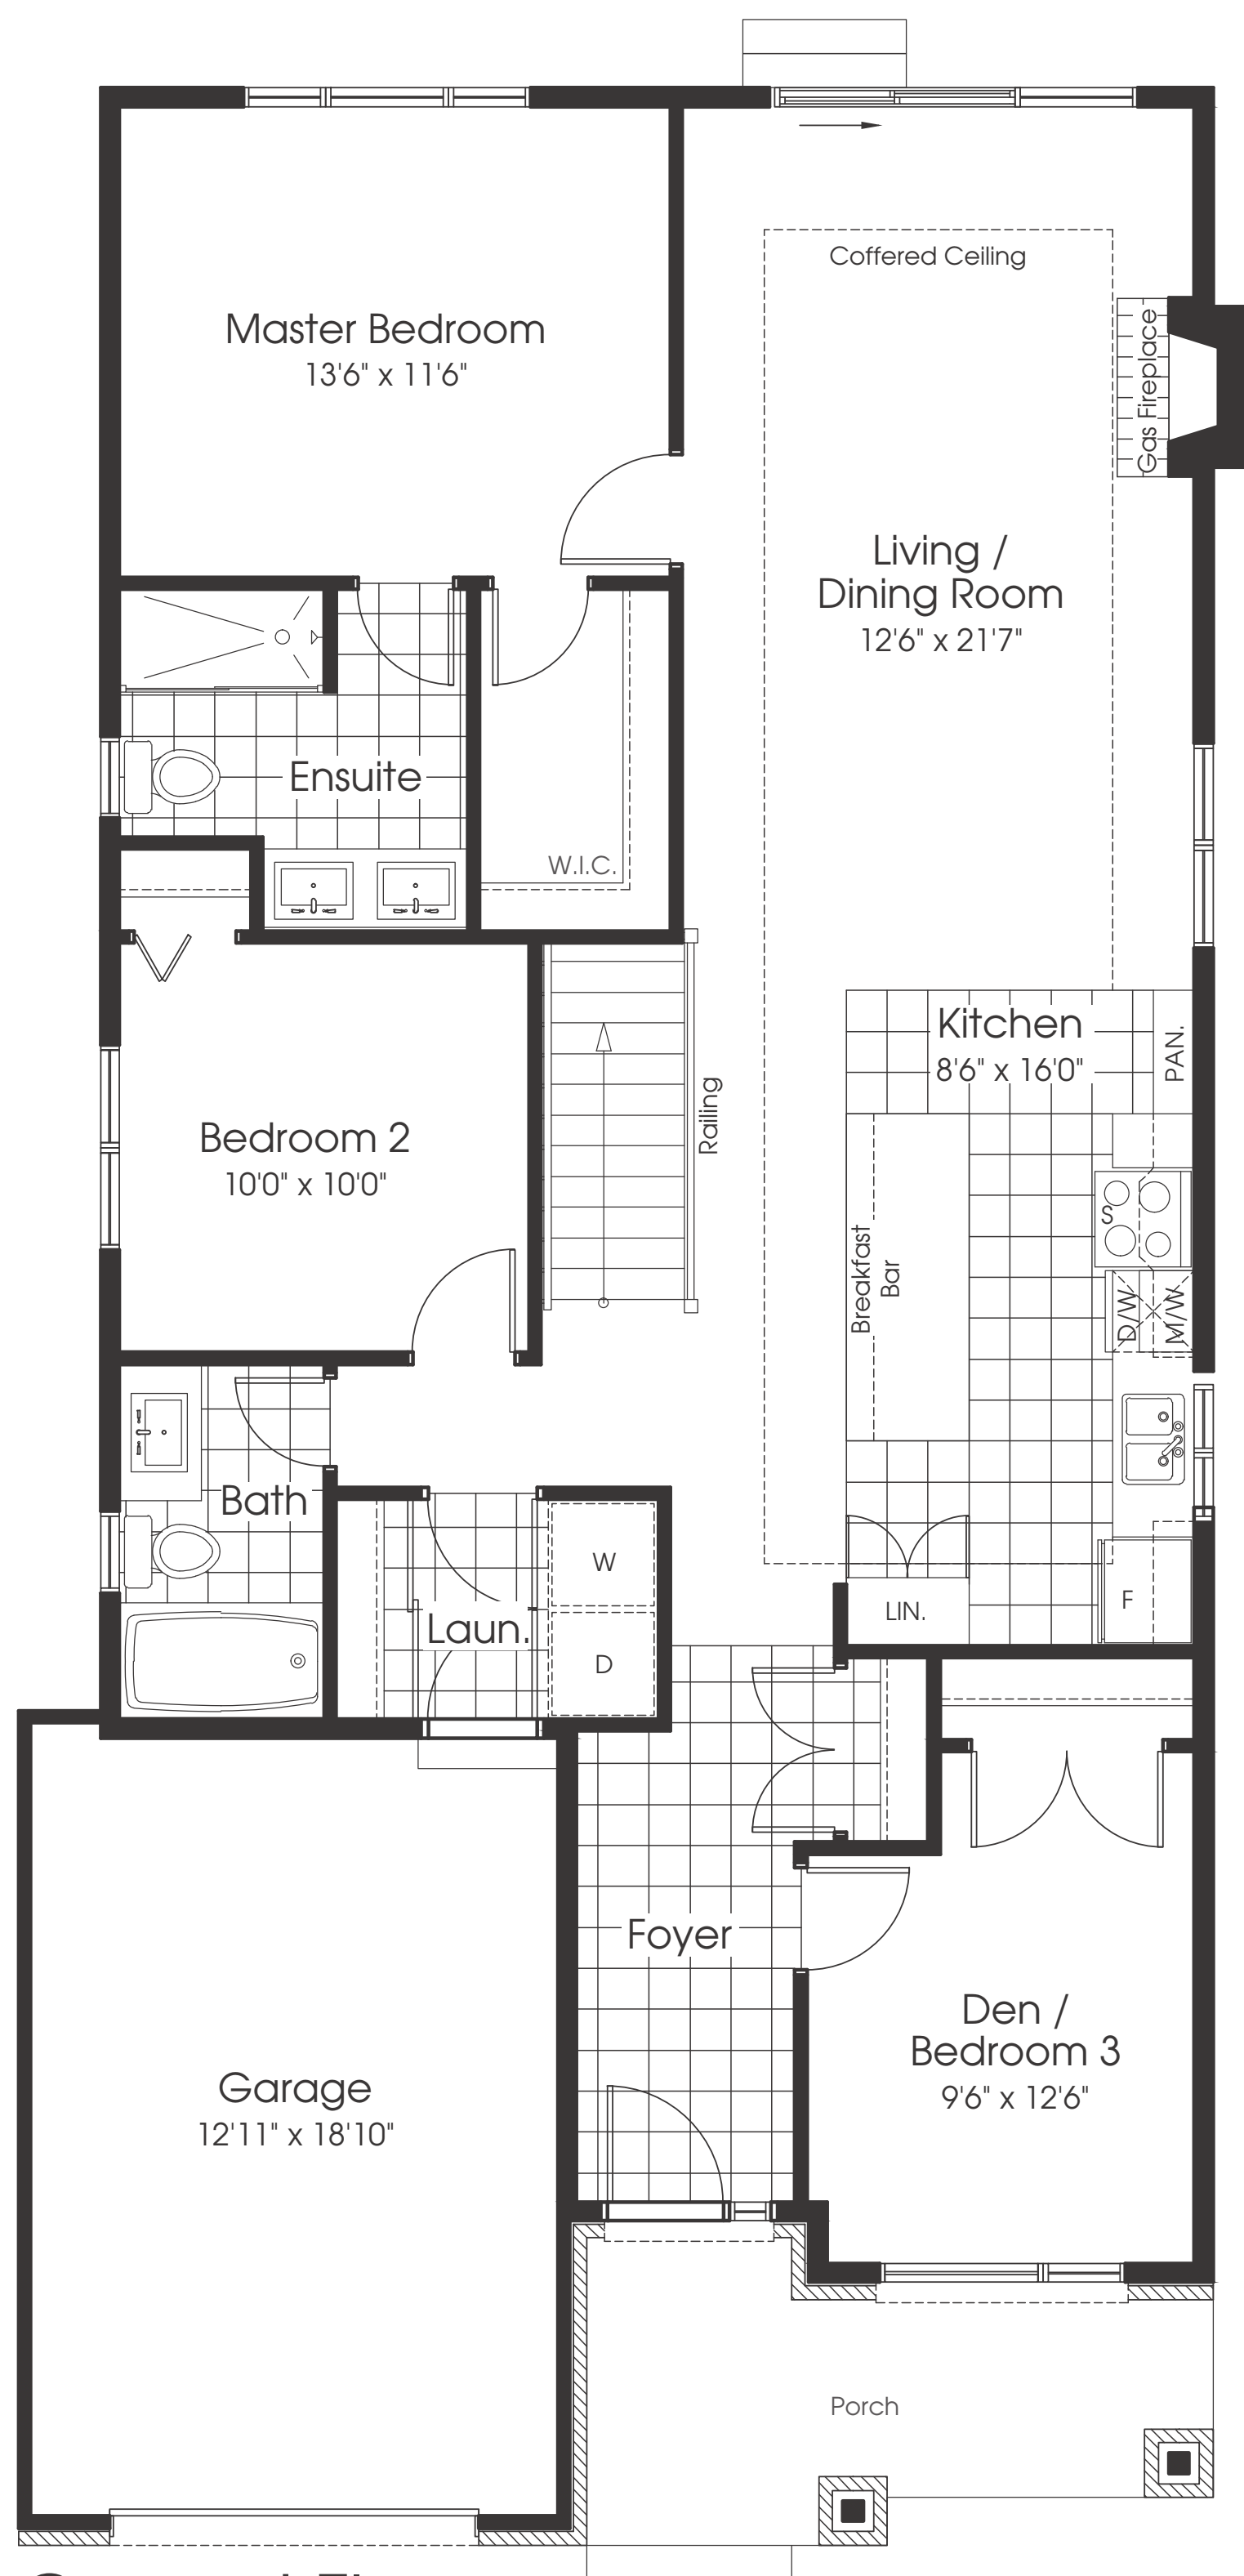 Coffered Ceiling
Master Bedroom
13'6" x 11'6"
Gas Fireplace
Living /
Dining Room
12'6" x 21'7"
Ensuite
W.I.C.
Kitchen
8'6" x 16'0"
PAN.
Railing
Bedroom 2
10'0" x 10'0"
S
Breakfast
Bar
D/W
M/W
Bath
W
Laun.
D
LIN.
F
Foyer
Den /
Bedroom 3
9'6" x 12'6"
Garage
12'11" x 18'10"
Porch